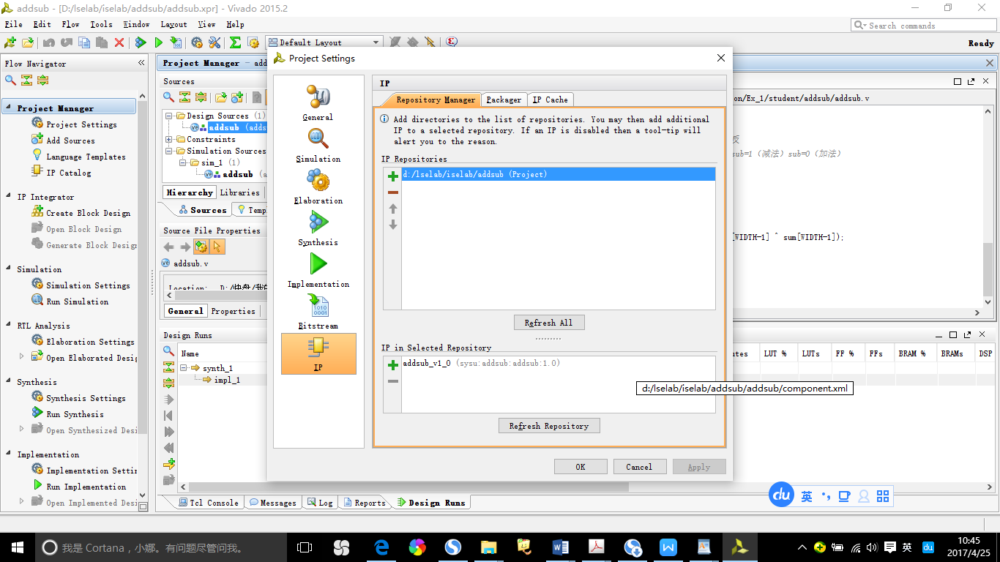 addsub - [D:/lselab/iselab/addsub/addsub.xpr] - Vivado 2015.2
File Edit Flow Tools Window Layout View Help
Search commands
Default Layout
Ready
Flow Navigator
Project Manager
Project Settings
Add Sources
Language Templates
IP Catalog
IP Integrator
Create Block Design
Open Block Design
Generate Block Design
Simulation
Simulation Settings
Run Simulation
RTL Analysis
Elaboration Settings
Open Elaborated Design
Synthesis
Synthesis Settings
Run Synthesis
Open Synthesized Desi
Implementation
Implementation Settin
Run Implementation
Open Implemented Desi
Project Manager - add
Sources
Design Sources (1)
addsub (adds
Constraints
Simulation Sources
sim_1 (1)
addsub (a
Hierarchy Libraries
Sources Temp
Source File Properties
addsub.v
Location: D:/快盘/我的
General Properties
Design Runs
Name
synth_1
impl_1
utes LUT % LUTs FF % FFs BRAM % BRAMs DSP
Tcl Console Messages Log Reports Design Runs
on/Ex_1/student/addsub/addsub.v
反
sub=1（减法）sub=0（加法）
[WIDTH-1] ^ sum[WIDTH-1]);
Project Settings
General
Simulation
Elaboration
Synthesis
Implementation
Bitstream
IP
IP
Repository Manager Packager IP Cache
Add directories to the list of repositories. You may then add additional
IP to a selected repository. If an IP is disabled then a tool-tip will
alert you to the reason.
IP Repositories
d:/lselab/iselab/addsub (Project)
Refresh All
IP in Selected Repository
addsub_v1_0 (sysu:addsub:addsub:1.0)
d:/lselab/iselab/addsub/addsub/component.xml
Refresh Repository
OK Cancel Apply
du 英
我是 Cortana，小娜。有问题尽管问我。
英 du
10:45
2017/4/25